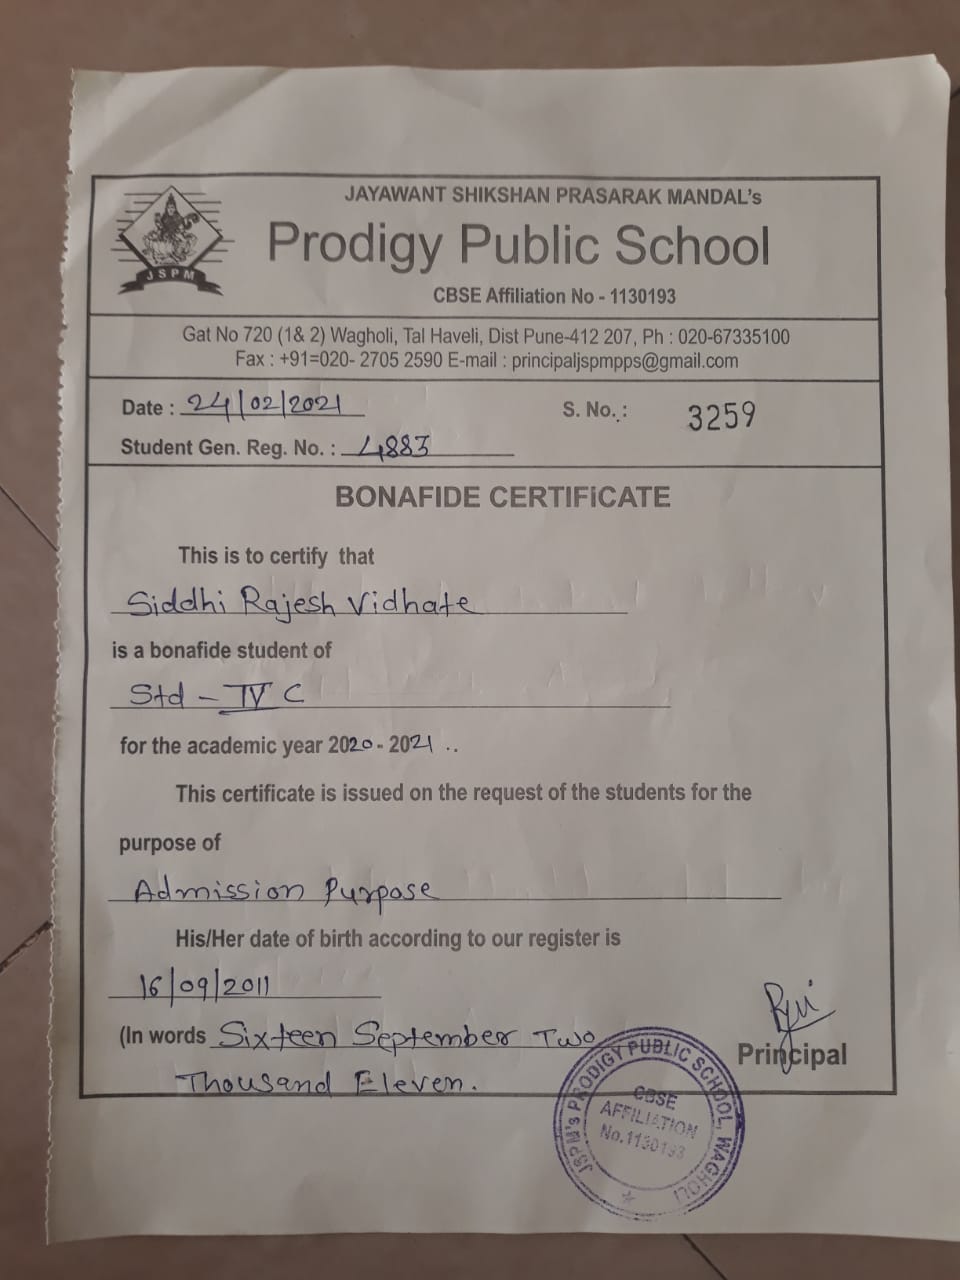 JAYAWANT SHIKSHAN PRASARAK MANDAL's
Prodigy Public School
JSPM
CBSE Affiliation No - 1130193
Gat No 720 (1& 2) Wagholi, Tal Haveli, Dist Pune-412 207, Ph : 020-67335100
Fax : +91=020- 2705 2590 E-mail : principaljspmpps@gmail.com
Date : 24/02/2021 S. No. : 3259
Student Gen. Reg. No. : 4883
BONAFIDE CERTIFICATE
This is to certify that
Siddhi Rajesh Vidhate
is a bonafide student of
Std - IV C
for the academic year 2020 - 2021 ..
This certificate is issued on the request of the students for the
purpose of
Admission Purpose
His/Her date of birth according to our register is
16/09/2011
(In words Sixteen September Two
Thousand Eleven.
Principal
JSPM's PRODIGY PUBLIC SCHOOL, WAGHOLI
CBSE
AFFILIATION
No.1130193